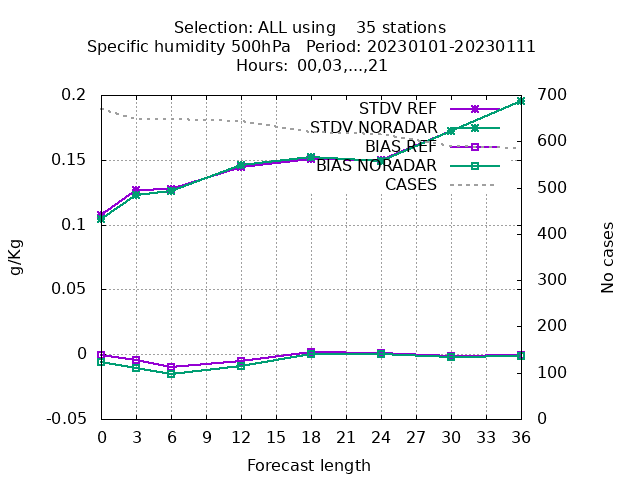 Selection: ALL using    35 stations
Specific humidity 500hPa   Period: 20230101-20230111
Hours: 00,03,...,21
g/Kg
No cases
0.2
0.15
0.1
0.05
0
-0.05
700
600
500
400
300
200
100
0
STDV REF
STDV NORADAR
BIAS REF
BIAS NORADAR
CASES
0 3 6 9 12 15 18 21 24 27 30 33 36
Forecast length